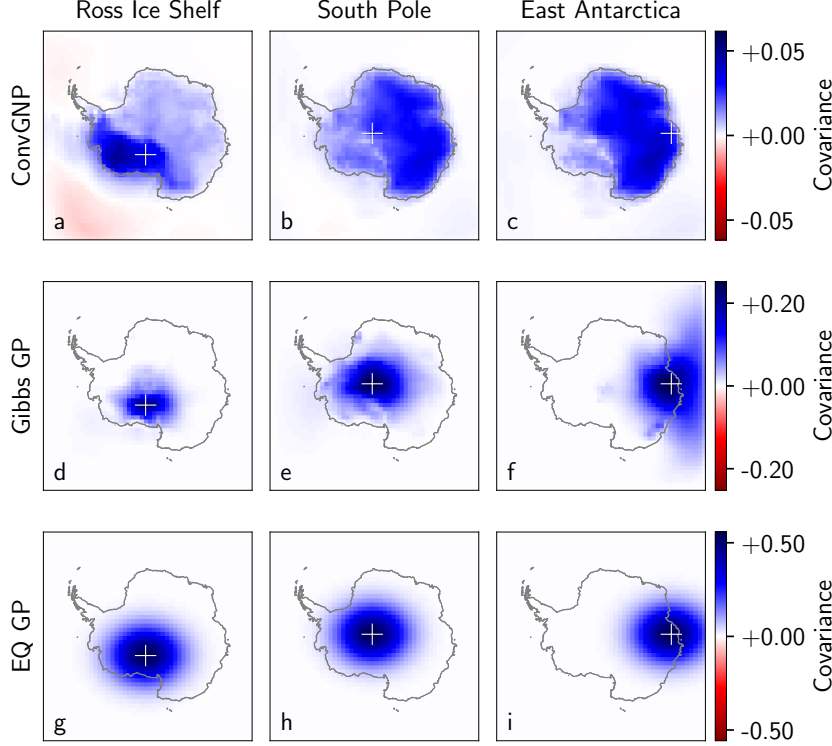 Ross Ice Shelf South Pole East Antarctica
ConvGNP
a b c
+0.05
+0.00
-0.05
Covariance
Gibbs GP
d e f
+0.20
+0.00
-0.20
Covariance
EQ GP
g h i
+0.50
+0.00
-0.50
Covariance